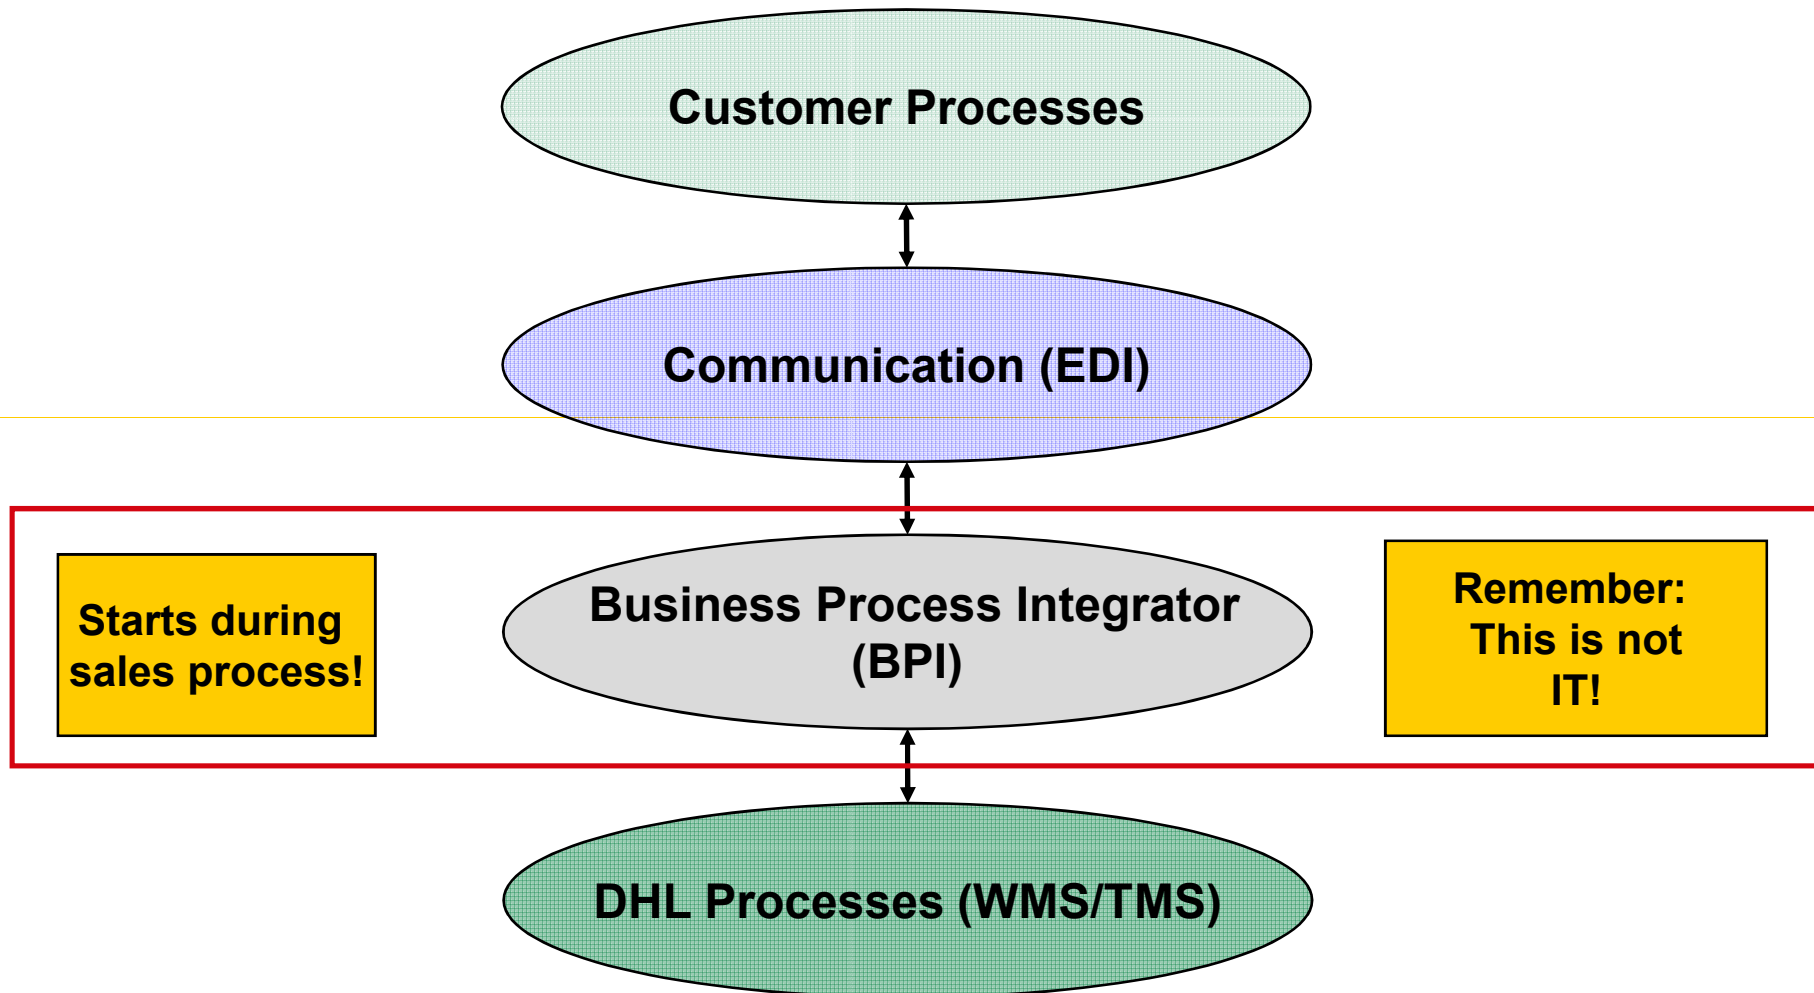 Customer Processes
Communication (EDI)
Starts during
sales process!
Business Process Integrator
(BPI)
Remember:
This is not
IT!
DHL Processes (WMS/TMS)